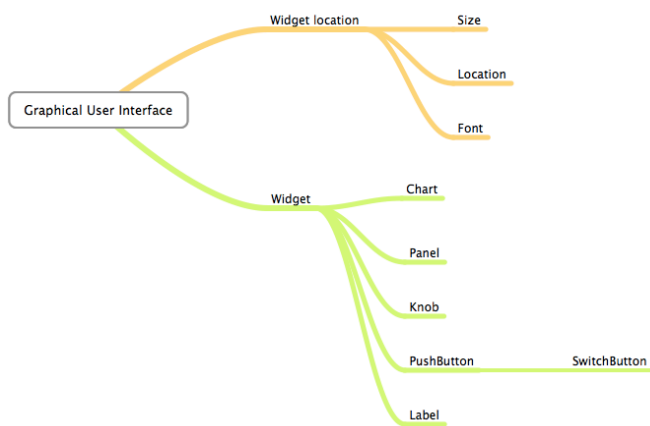 Widget location
Size
Location
Font
Graphical User Interface
Widget
Chart
Panel
Knob
PushButton
SwitchButton
Label